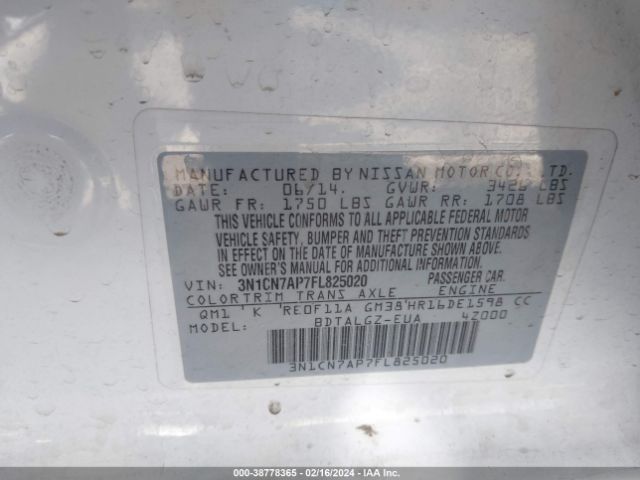 MANUFACTURED BY NISSAN MOTOR CO., LTD.
DATE: 06/14. GVWR: 3428 LBS
GAWR FR: 1750 LBS GAWR RR: 1708 LBS
THIS VEHICLE CONFORMS TO ALL APPLICABLE FEDERAL MOTOR
VEHICLE SAFETY, BUMPER AND THEFT PREVENTION STANDARDS
IN EFFECT ON THE DATE OF MANUFACTURE SHOWN ABOVE.
SEE OWNER'S MANUAL FOR ADDITIONAL INFORMATION.
VIN: 3N1CN7AP7FL825020 PASSENGER CAR.
COLOR TRIM TRANS AXLE ENGINE
QM1 ' K 'RE0F11A GM38'HR16DE1598 CC
MODEL: BDTALGZ-EUA 42000
3N1CN7AP7FL825020
000-38778365 - 02/16/2024 - IAA Inc.